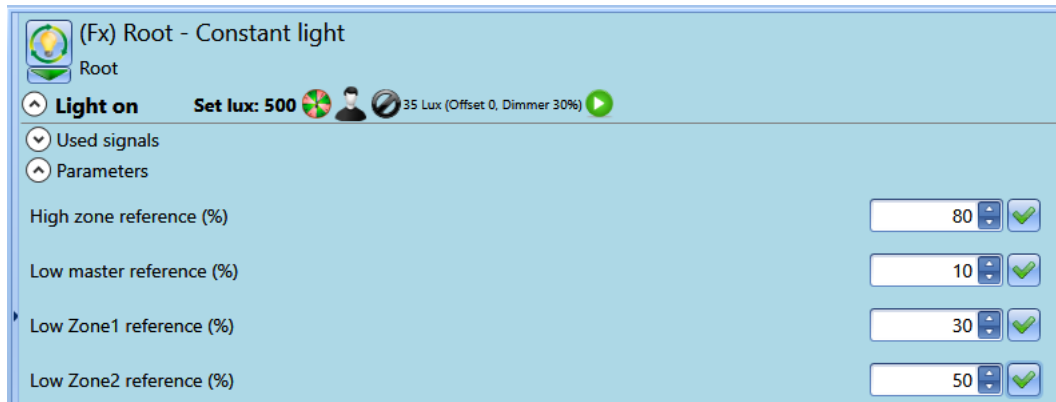 (Fx) Root - Constant light
Root
Light on Set lux: 500 35 Lux (Offset 0, Dimmer 30%)
Used signals
Parameters
High zone reference (%) 80
Low master reference (%) 10
Low Zone1 reference (%) 30
Low Zone2 reference (%) 50